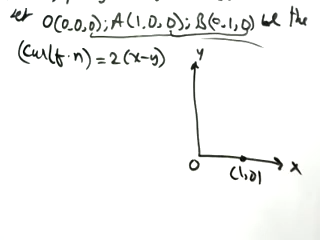 let O(0,0,0); A(1,0,0); B(0,1,0) be the
(Curl f·n) = 2(x-y)
y
O
(1,0)
x